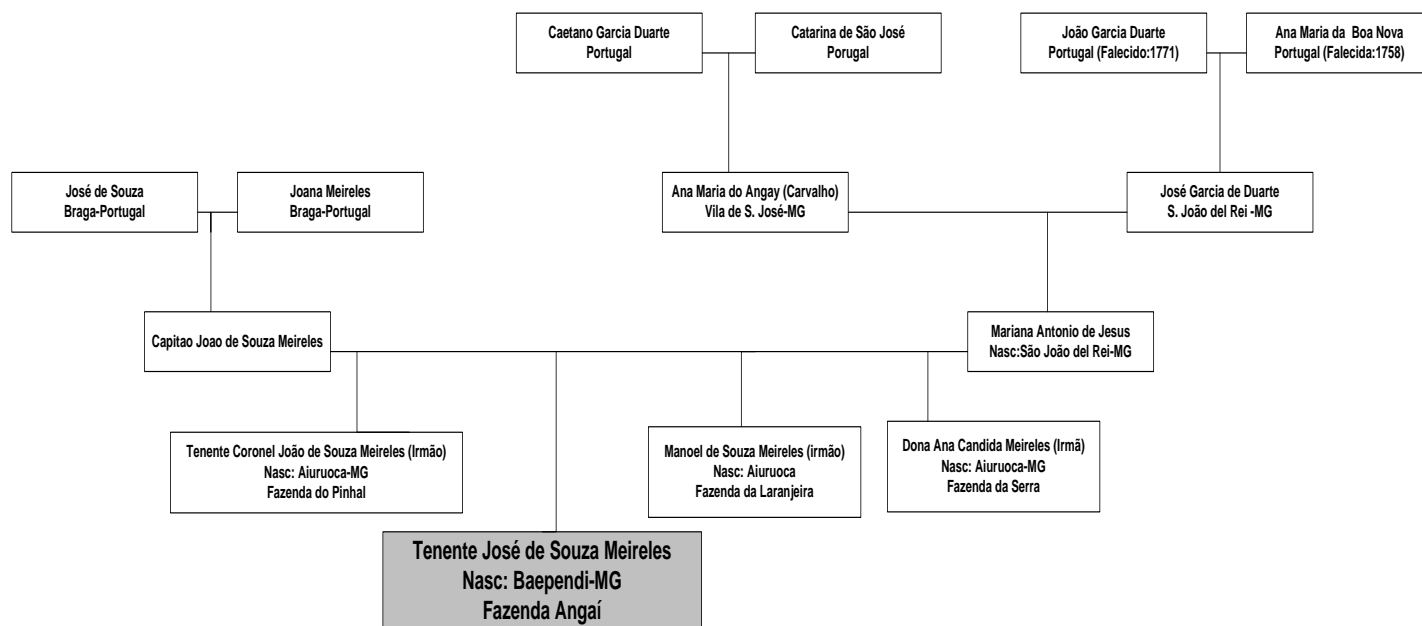 Caetano Garcia Duarte
Portugal
Catarina de São José
Porugal
João Garcia Duarte
Portugal (Falecido:1771)
Ana Maria da Boa Nova
Portugal (Falecida:1758)
José de Souza
Braga-Portugal
Joana Meireles
Braga-Portugal
Ana Maria do Angay (Carvalho)
Vila de S. José-MG
José Garcia de Duarte
S. João del Rei -MG
Capitao Joao de Souza Meireles
Mariana Antonio de Jesus
Nasc:São João del Rei-MG
Tenente Coronel João de Souza Meireles (Irmão)
Nasc: Aiuruoca-MG
Fazenda do Pinhal
Manoel de Souza Meireles (irmão)
Nasc: Aiuruoca
Fazenda da Laranjeira
Dona Ana Candida Meireles (Irmã)
Nasc: Aiuruoca-MG
Fazenda da Serra
Tenente José de Souza Meireles
Nasc: Baependi-MG
Fazenda Angaí